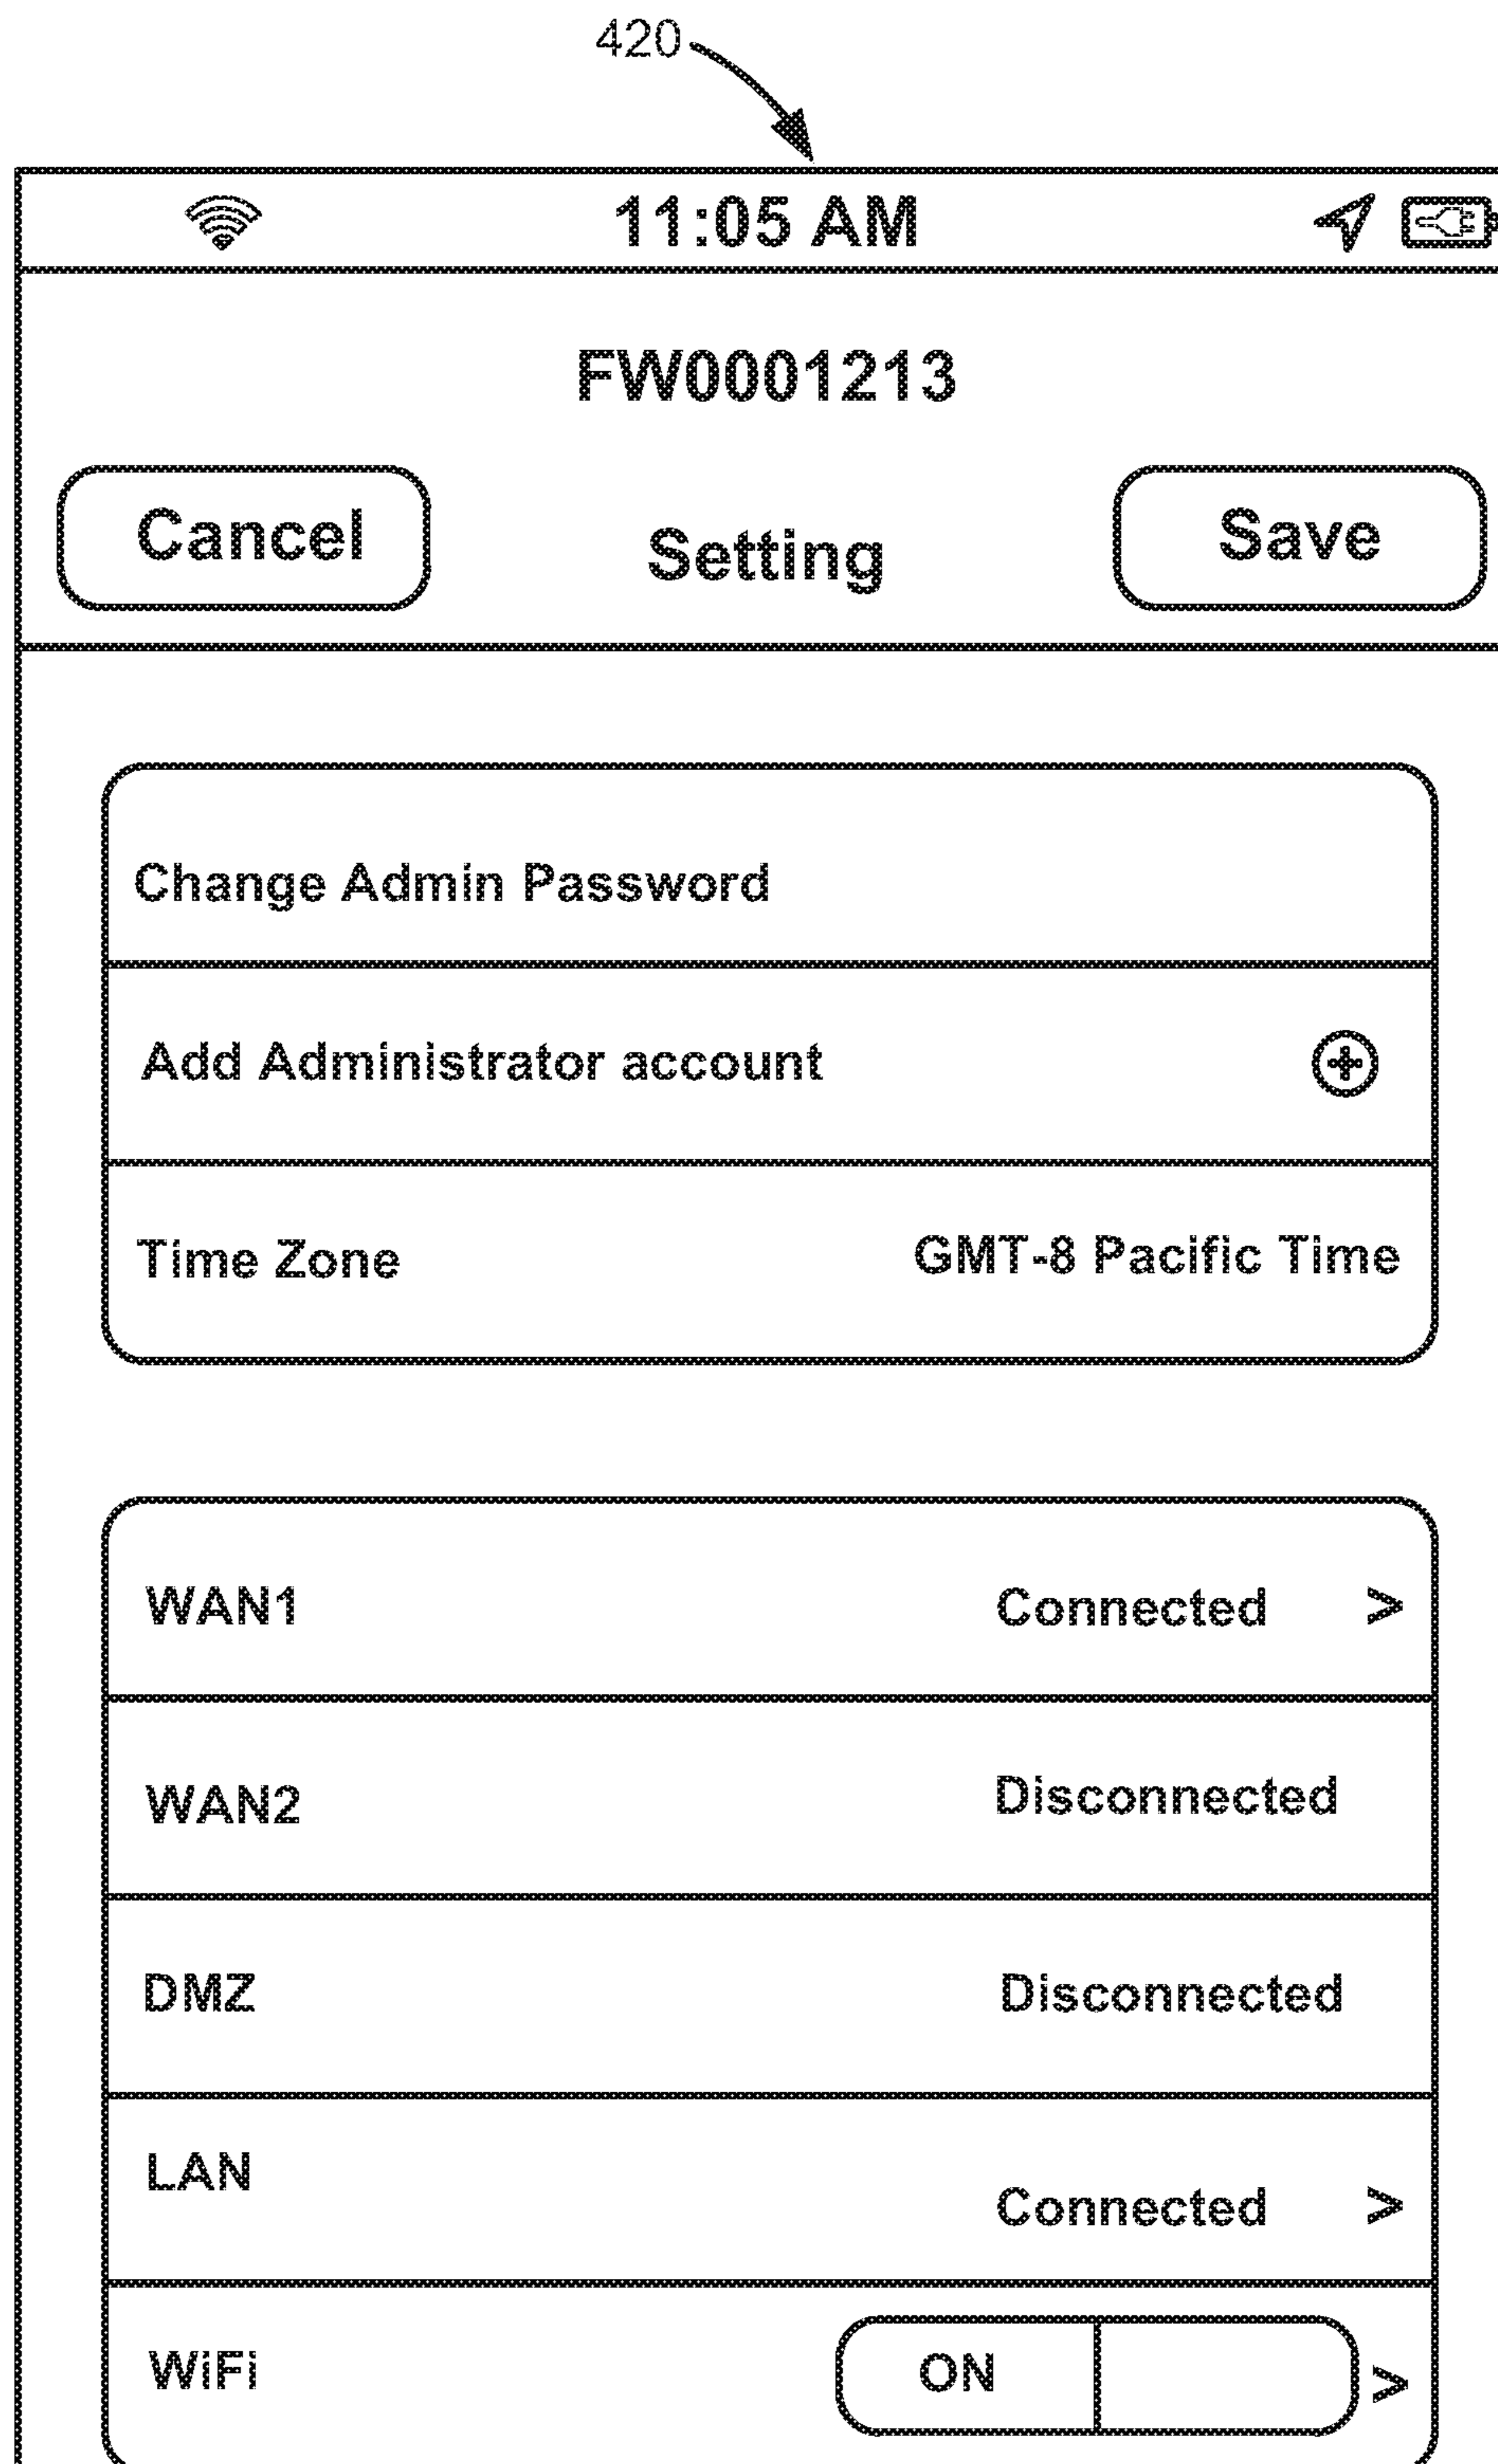 420
11:05 AM
FW0001213
Cancel Setting Save
Change Admin Password
Add Administrator account
Time Zone GMT-8 Pacific Time
WAN1 Connected >
WAN2 Disconnected
DMZ Disconnected
LAN Connected >
WiFi ON >